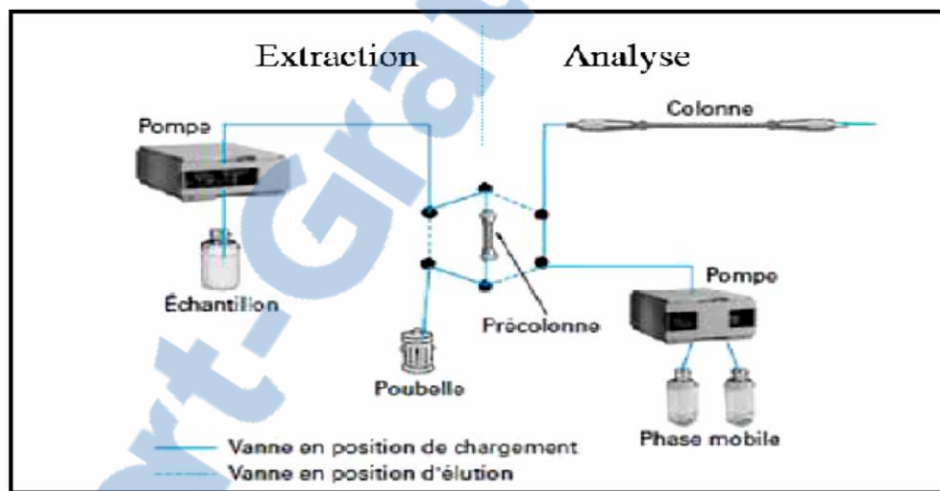 Extraction
Analyse
Colonne
Pompe
Échantillon
Précolonne
Pompe
Poubelle
Phase mobile
Vanne en position de chargement
Vanne en position d'élution